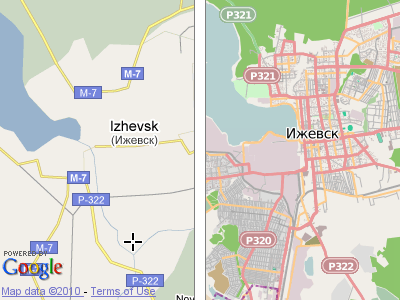 M-7
M-7
Izhevsk
(Ижевск)
M-7
P-322
M-7
POWERED BY
Google
P-322
Map data ©2010 - Terms of Use
Nov
P321
P321
Ижевск
P320
P322